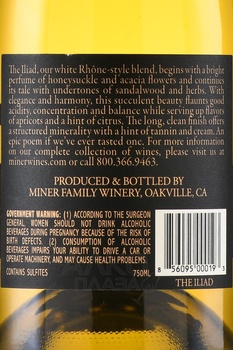 The Iliad, our white Rhône-style blend, begins with a bright
perfume of honeysuckle and acacia flowers and continues
its tale with undertones of sandalwood and herbs. With
elegance and harmony, this succulent beauty flaunts good
acidity, concentration and balance while serving up flavors
of apricots and a hint of citrus. The long, clean finish offers
a structured minerality with a hint of tannin and cream. An
epic poem if we've ever tasted one. To learn more about our
complete collection of wines, please visit us at
minerwines.com or call 800.366.9463.
PRODUCED & BOTTLED BY
MINER FAMILY WINERY, OAKVILLE, CA
GOVERNMENT WARNING: (1) ACCORDING TO THE SURGEON
GENERAL, WOMEN SHOULD NOT DRINK ALCOHOLIC
BEVERAGES DURING PREGNANCY BECAUSE OF THE RISK OF
BIRTH DEFECTS. (2) CONSUMPTION OF ALCOHOLIC
BEVERAGES IMPAIRS YOUR ABILITY TO DRIVE A CAR OR
OPERATE MACHINERY, AND MAY CAUSE HEALTH PROBLEMS.
CONTAINS SULFITES 750ML
8 56095 00019 3
THE ILIAD